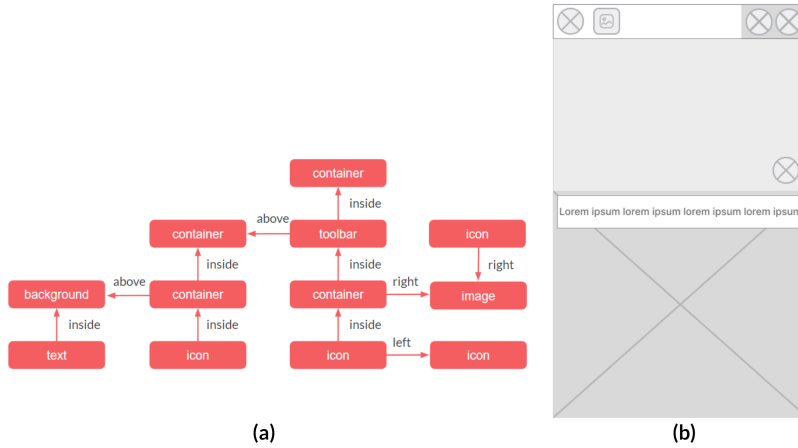 container
inside
above
container
toolbar
icon
inside
inside
right
above
right
background
container
container
image
inside
inside
inside
left
text
icon
icon
icon
Lorem ipsum lorem ipsum lorem ipsum lorem ipsum
(a)
(b)